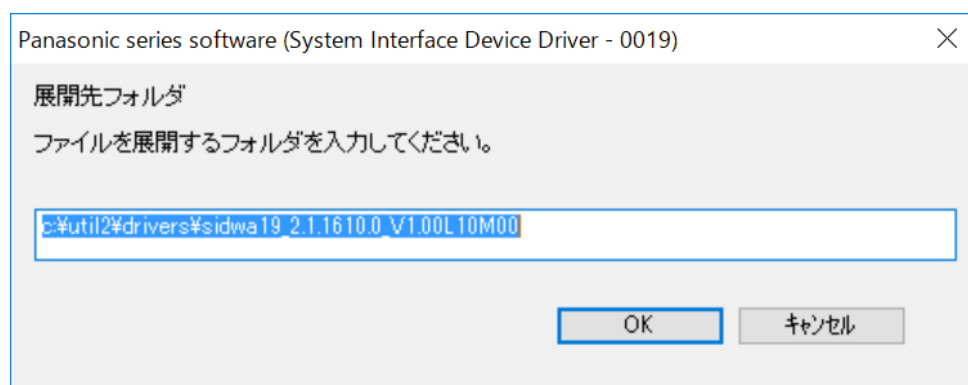 Panasonic series software (System Interface Device Driver - 0019)
展開先フォルダ
ファイルを展開するフォルダを入力してください。
c:¥util2¥drivers¥sidwa19_2.1.1610.0_V1.00L10M00
OK キャンセル